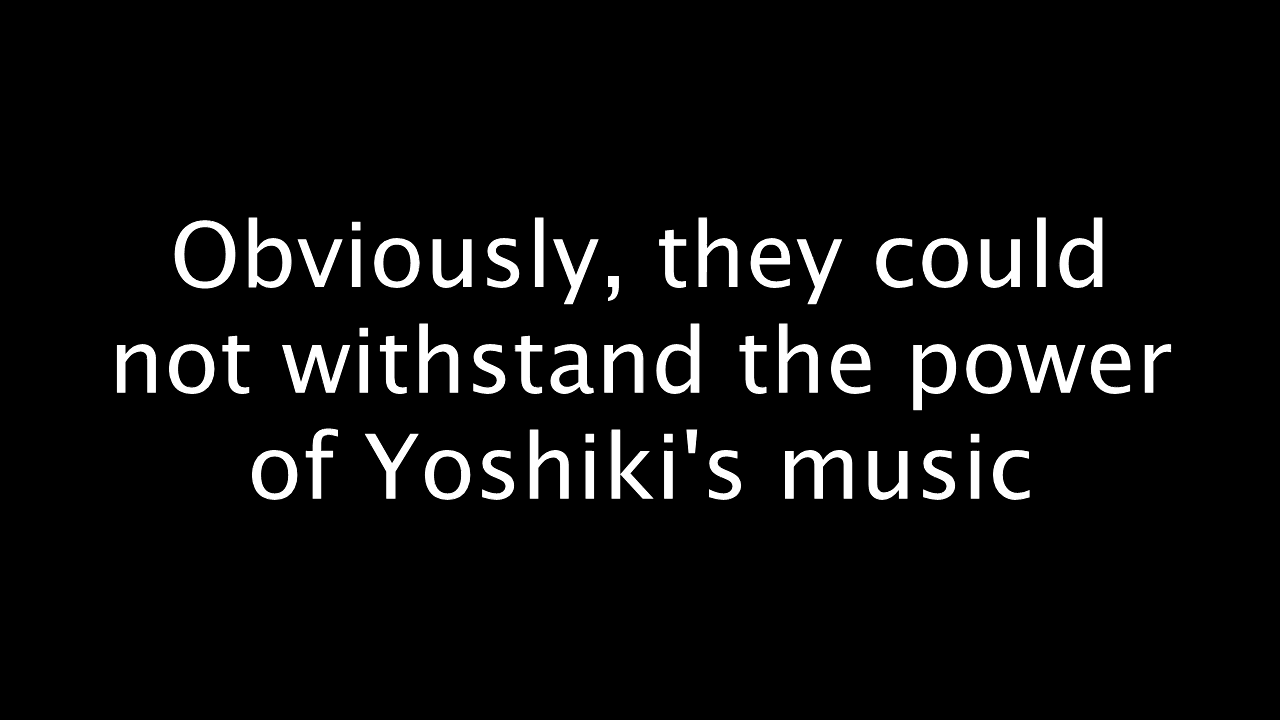 Obviously, they could
not withstand the power
of Yoshiki's music